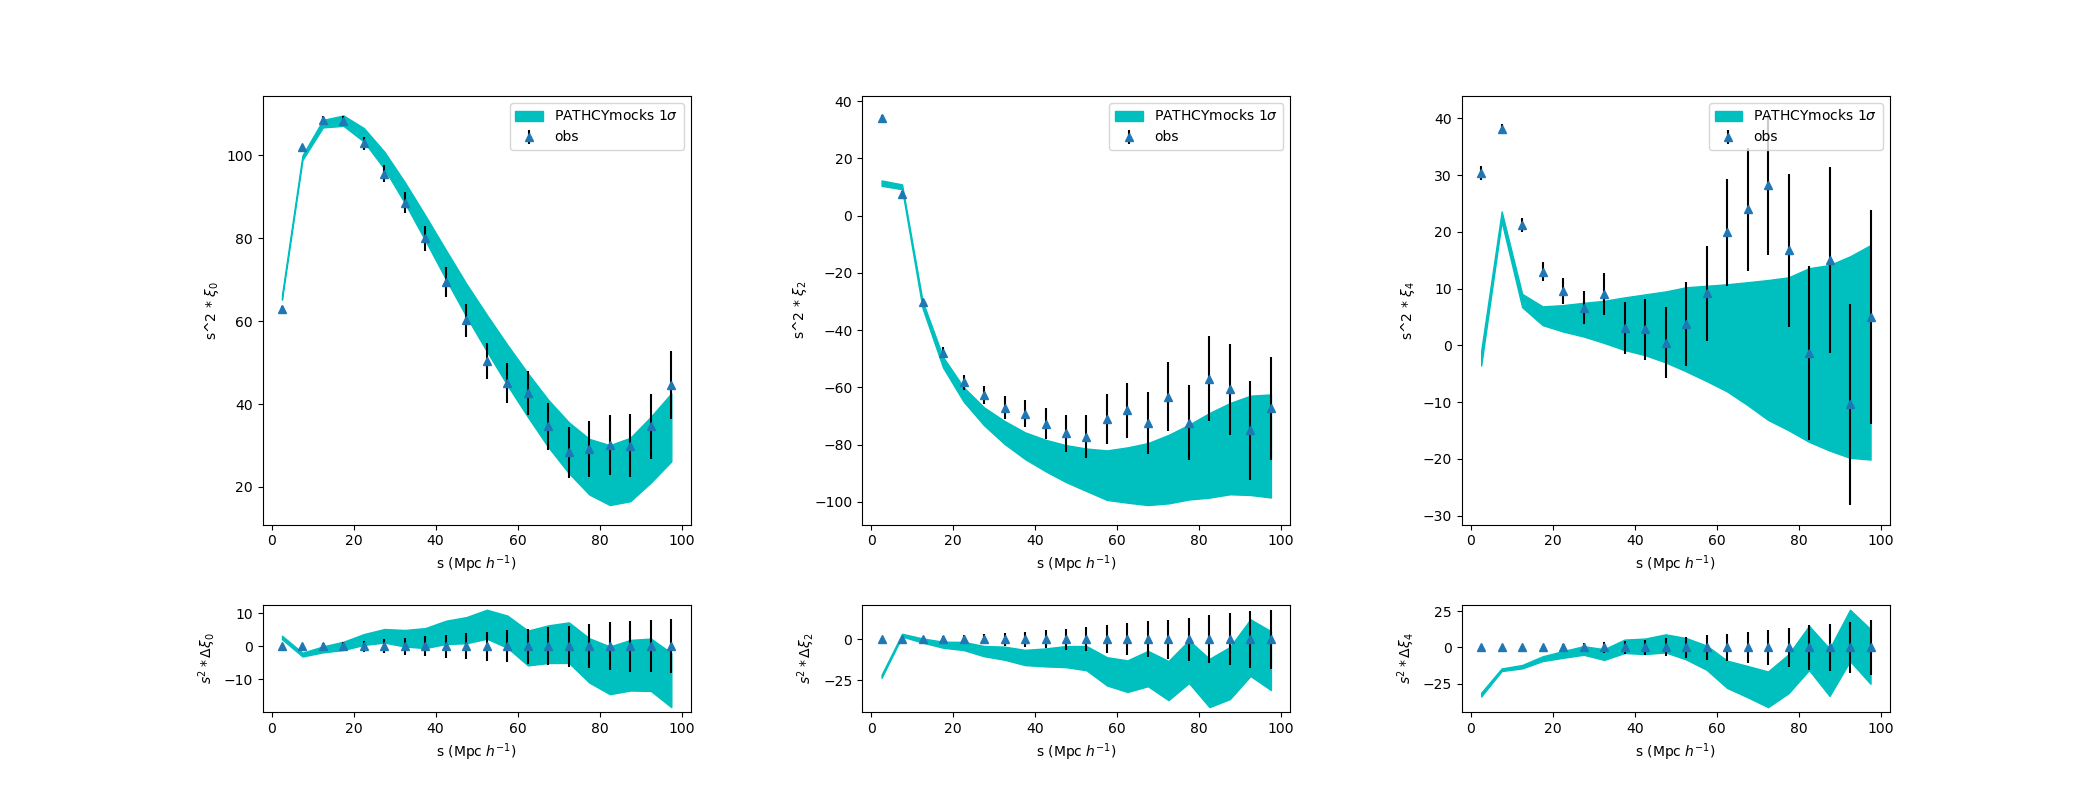 PATHCYmocks 1σ
obs
100
80
60
40
20
s^2 * ξ₀
0 20 40 60 80 100
s (Mpc h⁻¹)
PATHCYmocks 1σ
obs
40
20
0
−20
−40
−60
−80
−100
s^2 * ξ₂
0 20 40 60 80 100
s (Mpc h⁻¹)
PATHCYmocks 1σ
obs
40
30
20
10
0
−10
−20
−30
s^2 * ξ₄
0 20 40 60 80 100
s (Mpc h⁻¹)
10
0
−10
s² * Δξ₀
0 20 40 60 80 100
s (Mpc h⁻¹)
0
−25
s² * Δξ₂
0 20 40 60 80 100
s (Mpc h⁻¹)
25
0
−25
s² * Δξ₄
0 20 40 60 80 100
s (Mpc h⁻¹)